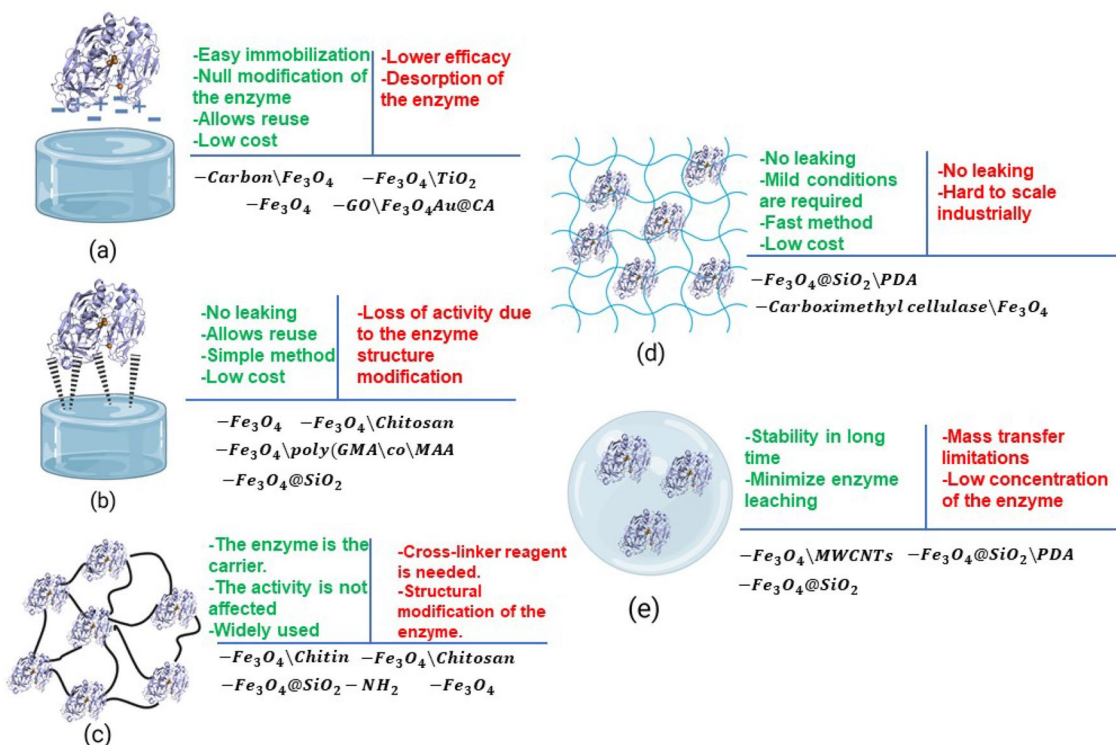 -Easy immobilization
-Null modification of
the enzyme
-Allows reuse
-Low cost
-Lower efficacy
-Desorption of
the enzyme
−Carbon\Fe₃O₄ −Fe₃O₄\TiO₂
−Fe₃O₄ −GO\Fe₃O₄Au@CA
(a)
-No leaking
-Allows reuse
-Simple method
-Low cost
-Loss of activity due
to the enzyme
structure
modification
−Fe₃O₄ −Fe₃O₄\Chitosan
−Fe₃O₄\poly(GMA\co\MAA
−Fe₃O₄@SiO₂
(b)
-The enzyme is the
carrier.
-The activity is not
affected
-Widely used
-Cross-linker reagent
is needed.
-Structural
modification of the
enzyme.
−Fe₃O₄\Chitin −Fe₃O₄\Chitosan
−Fe₃O₄@SiO₂ − NH₂ −Fe₃O₄
(c)
-No leaking
-Mild conditions
are required
-Fast method
-Low cost
-No leaking
-Hard to scale
industrially
−Fe₃O₄@SiO₂\PDA
−Carboximethyl cellulase\Fe₃O₄
(d)
-Stability in long
time
-Minimize enzyme
leaching
-Mass transfer
limitations
-Low concentration
of the enzyme
−Fe₃O₄\MWCNTs −Fe₃O₄@SiO₂\PDA
−Fe₃O₄@SiO₂
(e)